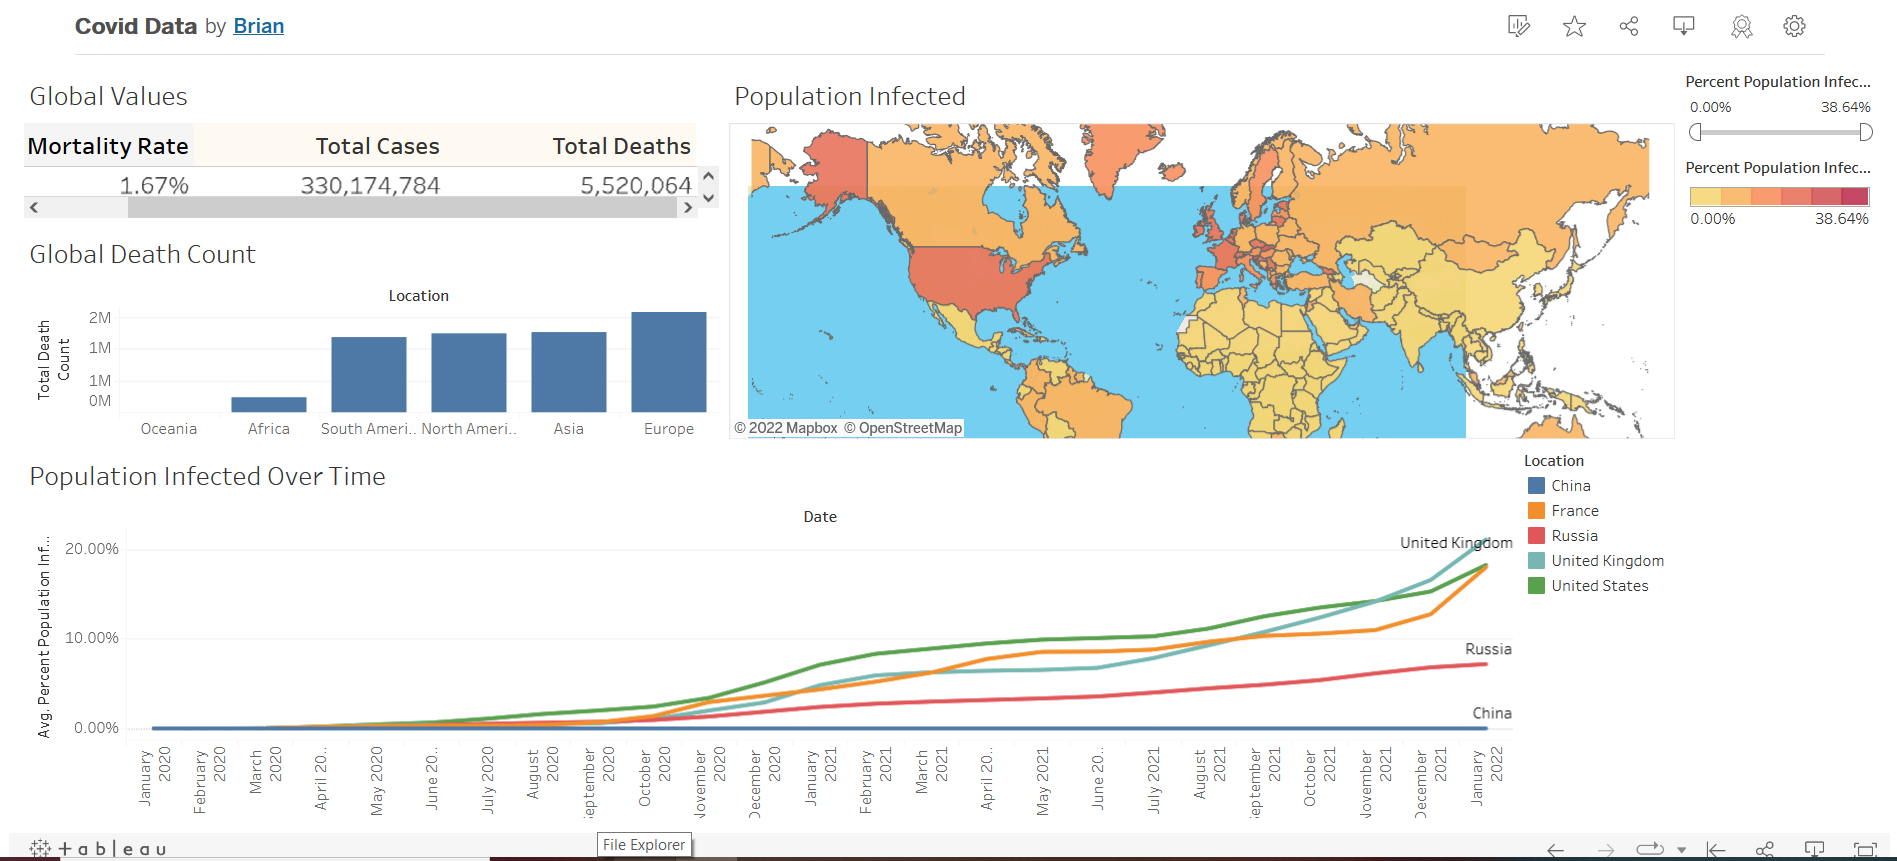 Covid Data by Brian
Global Values
Mortality Rate Total Cases Total Deaths
1.67% 330,174,784 5,520,064
Global Death Count
Location
Total Death Count
2M
1M
1M
0M
Oceania Africa South Ameri.. North Ameri.. Asia Europe
Population Infected
© 2022 Mapbox © OpenStreetMap
Percent Population Infec...
0.00% 38.64%
Percent Population Infec...
0.00% 38.64%
Population Infected Over Time
Date
Avg. Percent Population Inf...
20.00%
10.00%
0.00%
United Kingdom
Russia
China
January 2020
February 2020
March 2020
April 20..
May 2020
June 20..
July 2020
August 2020
September 2020
October 2020
November 2020
December 2020
January 2021
February 2021
March 2021
April 20..
May 2021
June 20..
July 2021
August 2021
September 2021
October 2021
November 2021
December 2021
January 2022
Location
China
France
Russia
United Kingdom
United States
+ a b | e a u
File Explorer